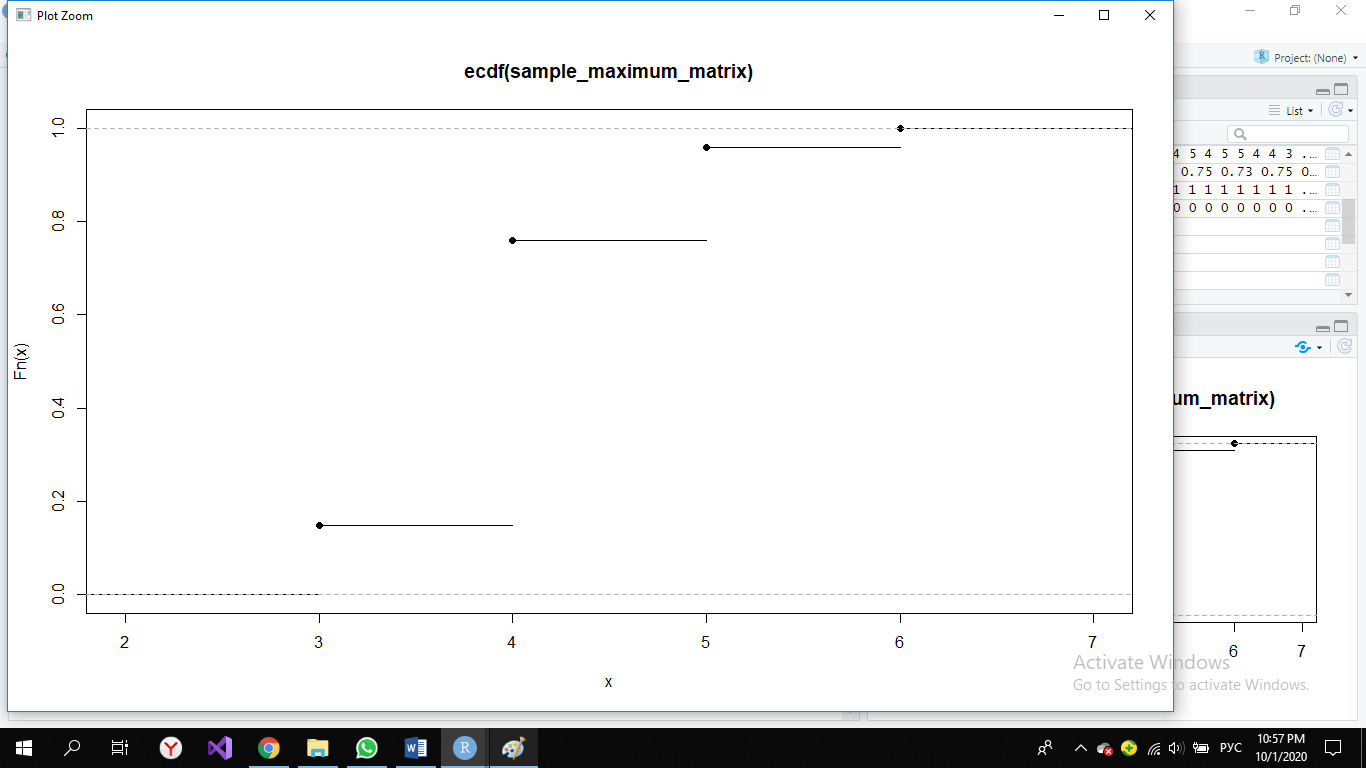 Plot Zoom
ecdf(sample_maximum_matrix)
Fn(x)
1.0
0.8
0.6
0.4
0.2
0.0
2 3 4 5 6 7
x
Project: (None)
List
4 5 4 5 5 4 4 3 ...
0.75 0.73 0.75 0...
1 1 1 1 1 1 1 1 ...
0 0 0 0 0 0 0 0 ...
um_matrix)
6 7
Activate Windows
Go to Settings to activate Windows.
РУС
10:57 PM
10/1/2020